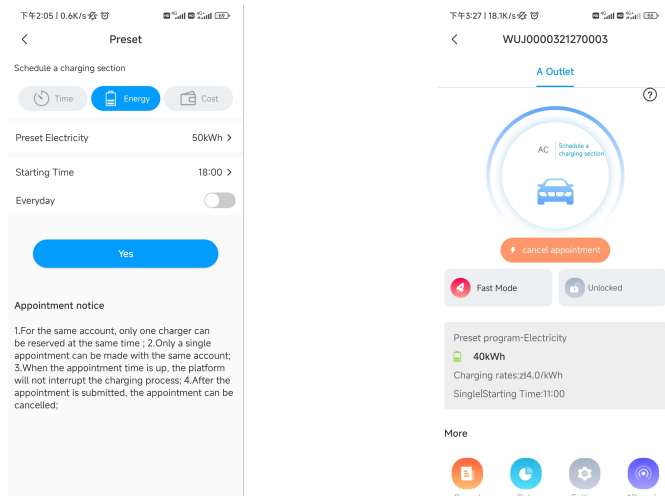 下午2:05 | 0.6K/s
69
Preset
Schedule a charging section
Time
Energy
Cost
Preset Electricity
50kWh
Starting Time
18:00
Everyday
Yes
Appointment notice
1.For the same account, only one charger can
be reserved at the same time ; 2.Only a single
appointment can be made with the same account;
3.When the appointment time is up, the platform
will not interrupt the charging process; 4.After the
appointment is submitted, the appointment can be
cancelled;
下午3:27 | 18.1K/s
WUJ0000321270003
A Outlet
?
AC
Schedule a
charging section
cancel appointment
Fast Mode
Unlocked
Preset program-Electricity
40kWh
Charging rates:zł4.0/kWh
Single|Starting Time:11:00
More